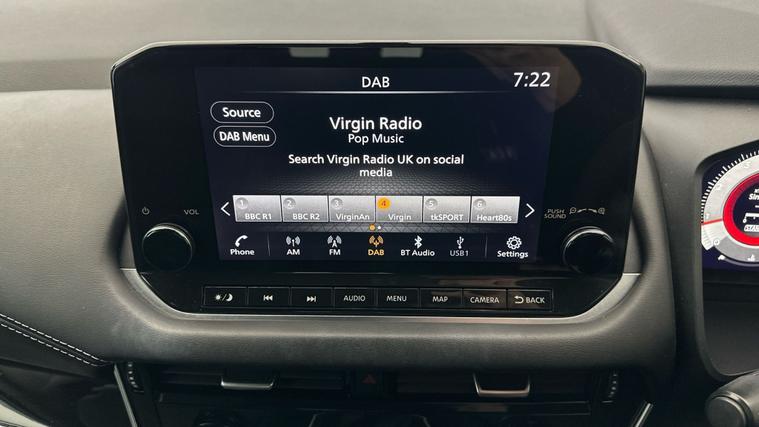 DAB 7:22
Source
Virgin Radio
DAB Menu
Pop Music
Search Virgin Radio UK on social
media
1 2 3 4 5 6
BBC R1 BBC R2 VirginAn Virgin tkSPORT Heart80s
VOL
PUSH
SOUND
Phone AM FM DAB BT Audio USB1 Settings
AUDIO MENU MAP CAMERA BACK